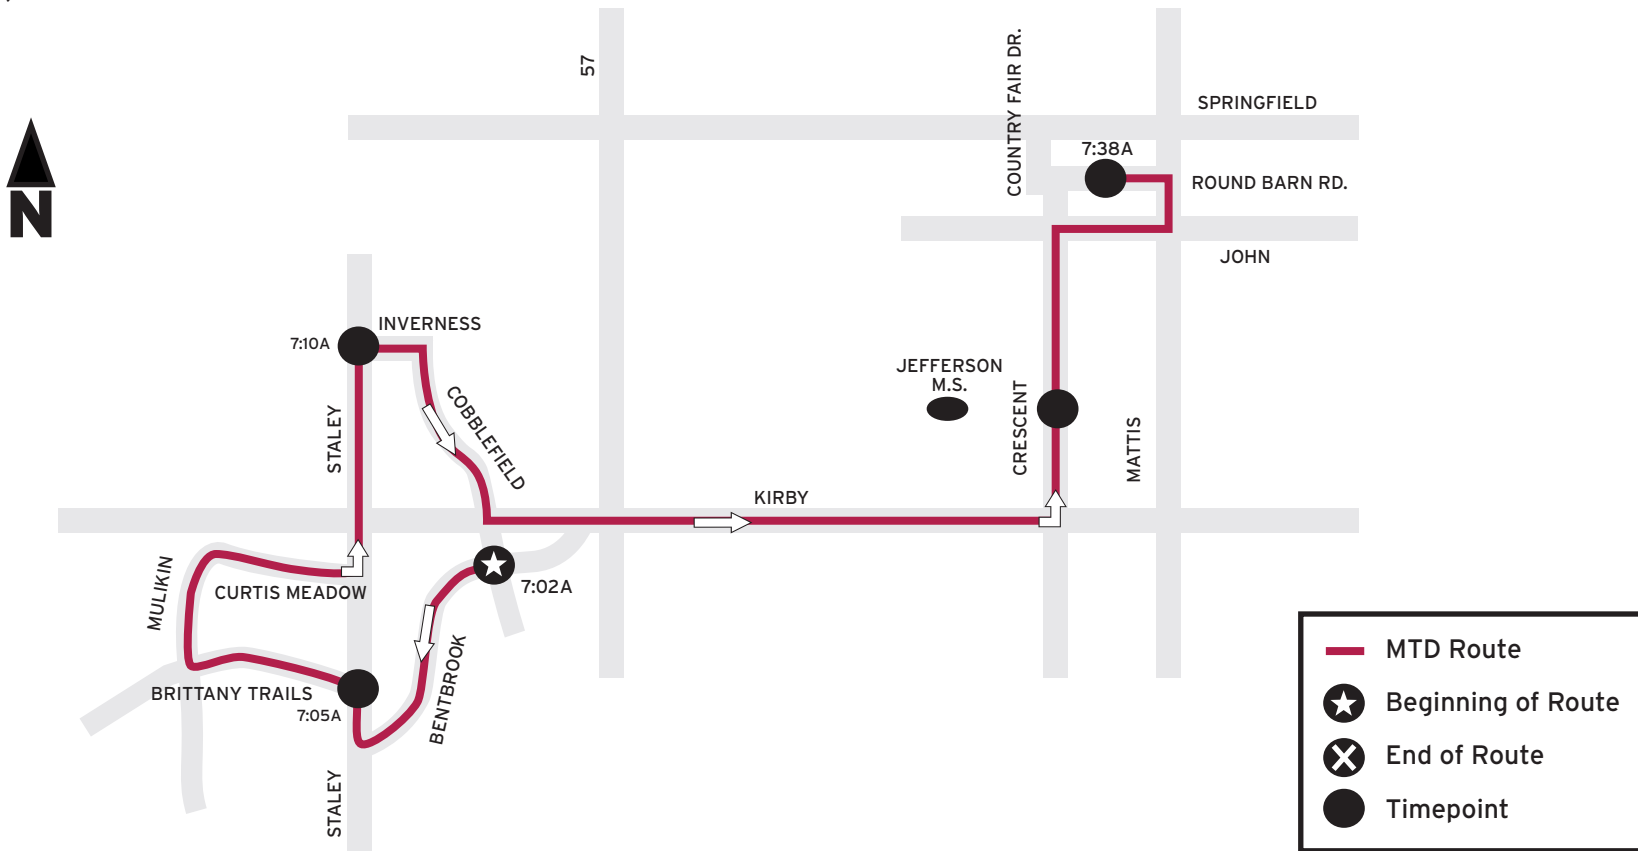 57
COUNTRY FAIR DR.
SPRINGFIELD
7:38A
ROUND BARN RD.
N
JOHN
INVERNESS
7:10A
JEFFERSON
M.S.
COBBLEFIELD
STALEY
CRESCENT
MATTIS
KIRBY
MULIKIN
CURTIS MEADOW
7:02A
BENTBROOK
BRITTANY TRAILS
7:05A
STALEY
MTD Route
Beginning of Route
End of Route
Timepoint